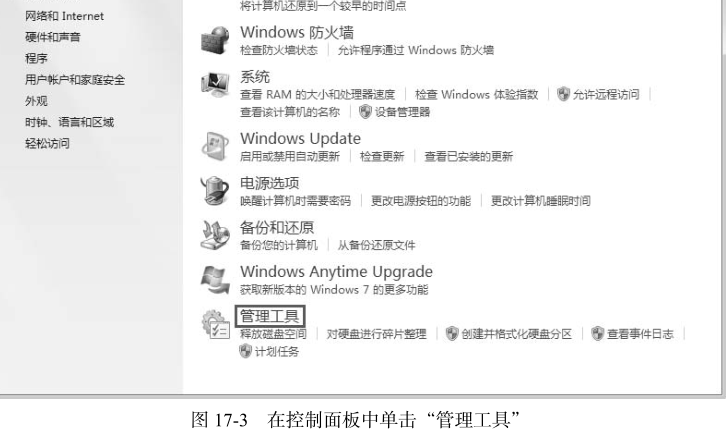 网络和 Internet
硬件和声音
程序
用户帐户和家庭安全
外观
时钟、语言和区域
轻松访问
将计算机还原到一个较早的时间点
Windows 防火墙
检查防火墙状态 | 允许程序通过 Windows 防火墙
系统
查看 RAM 的大小和处理器速度 | 检查 Windows 体验指数 | 允许远程访问 |
查看该计算机的名称 | 设备管理器
Windows Update
启用或禁用自动更新 | 检查更新 | 查看已安装的更新
电源选项
唤醒计算机时需要密码 | 更改电源按钮的功能 | 更改计算机睡眠时间
备份和还原
备份您的计算机 | 从备份还原文件
Windows Anytime Upgrade
获取新版本的 Windows 7 的更多功能
管理工具
释放磁盘空间 | 对硬盘进行碎片整理 | 创建并格式化硬盘分区 | 查看事件日志 |
计划任务
图 17-3 在控制面板中单击“管理工具”